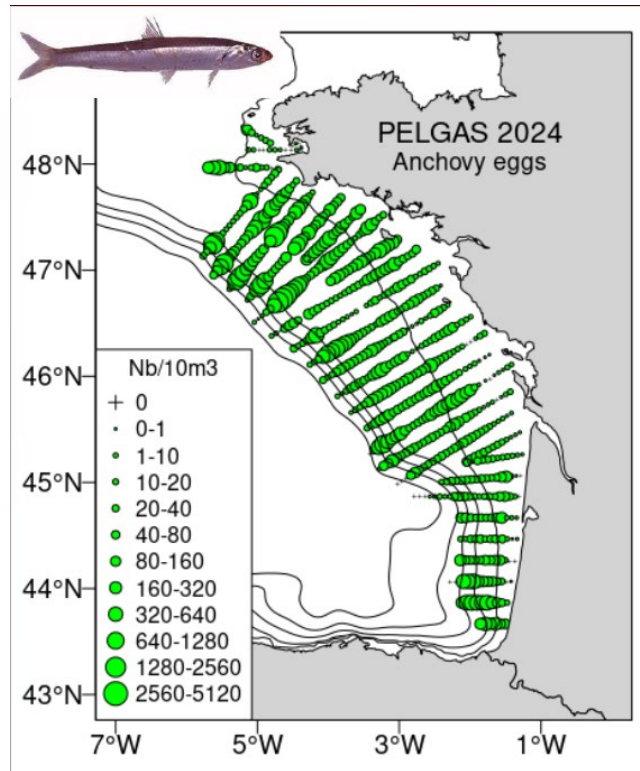 PELGAS 2024
Anchovy eggs
48°N
47°N
46°N
45°N
44°N
43°N
Nb/10m3
0
0-1
1-10
10-20
20-40
40-80
80-160
160-320
320-640
640-1280
1280-2560
2560-5120
7°W
5°W
3°W
1°W